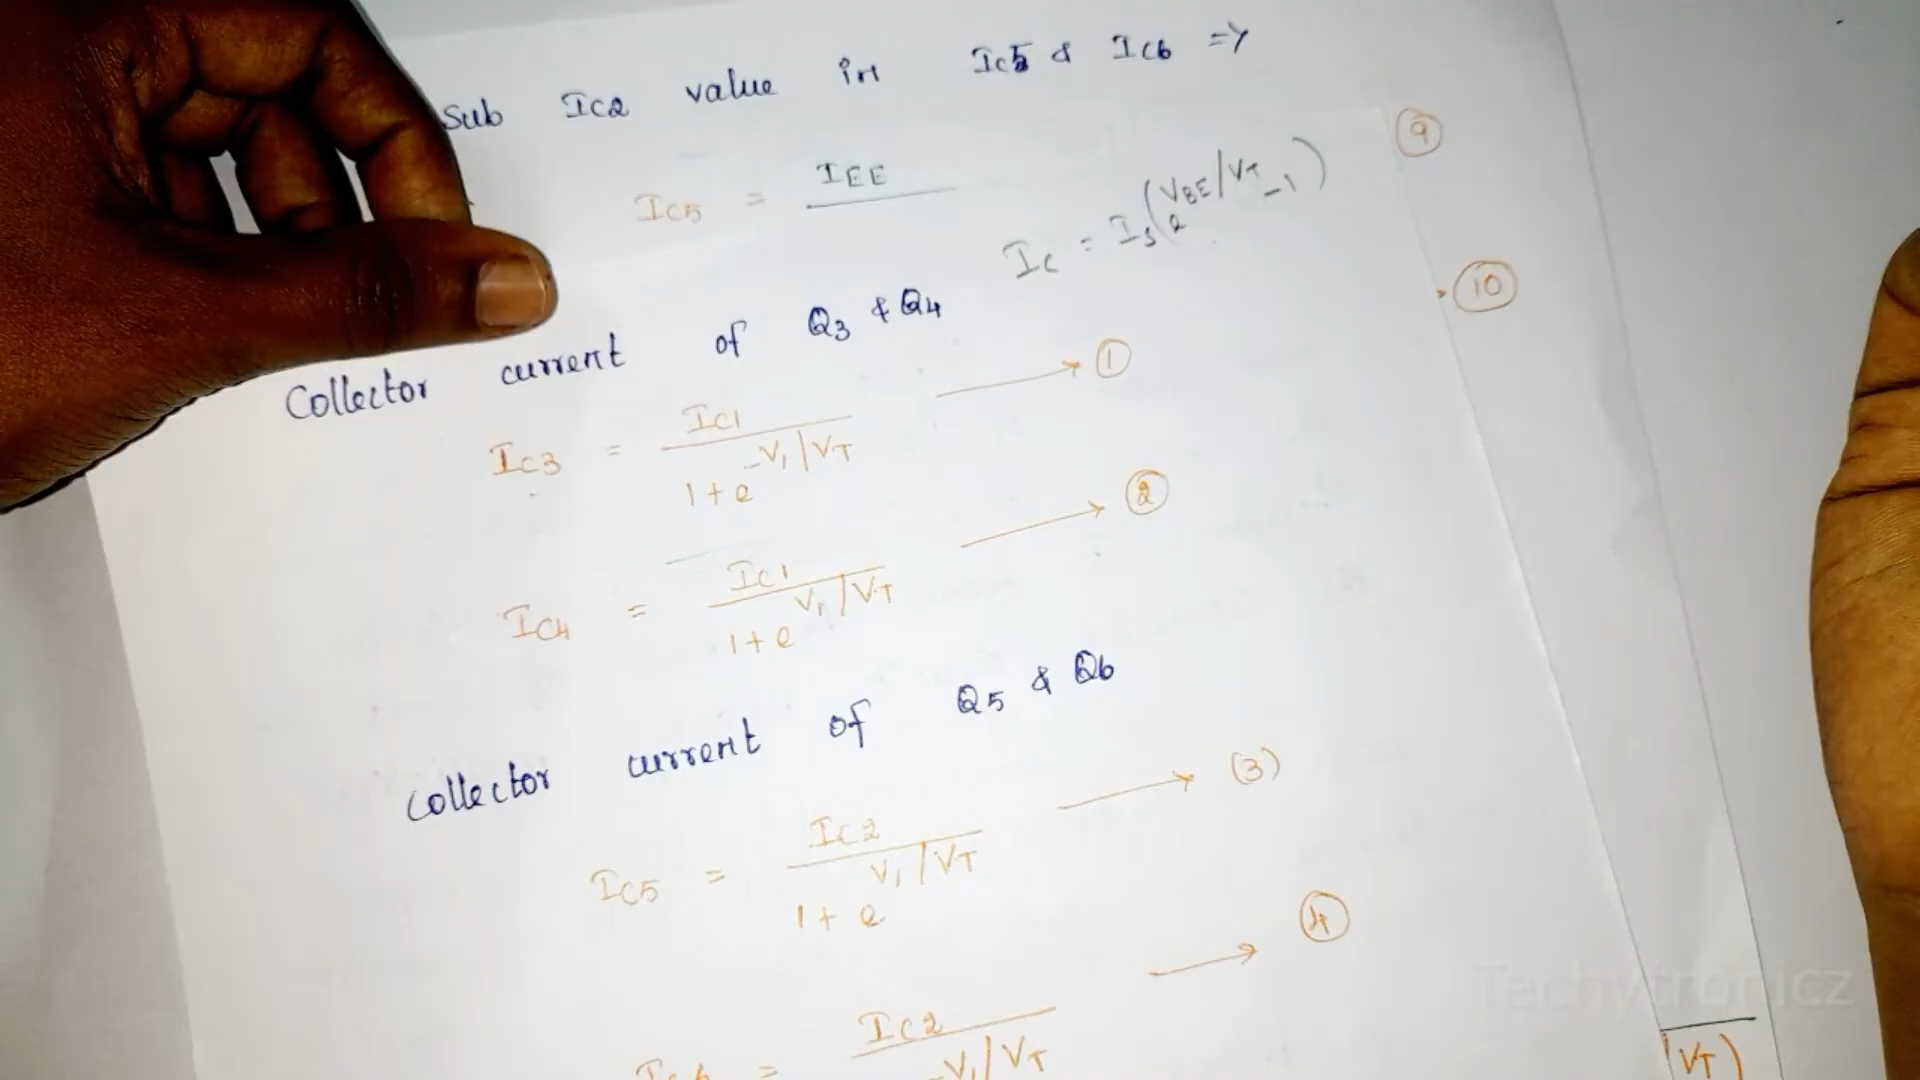 Sub IC2 value in IC5 & IC6 =>
IC5 = IEE
9
IC = IS(e^VBE/VT -1)
10
Collector current of Q3 & Q4
IC3 = IC1 / 1+e^-V1/VT → 1
IC4 = IC1 / 1+e^V1/VT → 2
Collector current of Q5 & Q6
IC5 = IC2 / 1+e^V1/VT → (3)
→ 4
IC2
-V1/VT
Techytronicz
VT)